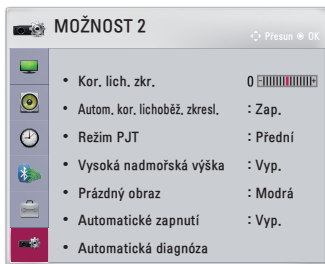 MOŽNOST 2
Přesun OK
• Kor. lich. zkr. 0
• Autom. kor. lichoběž. zkresl. : Zap.
• Režim PJT : Přední
• Vysoká nadmořská výška : Vyp.
• Prázdný obraz : Modrá
• Automatické zapnutí : Vyp.
• Automatická diagnóza